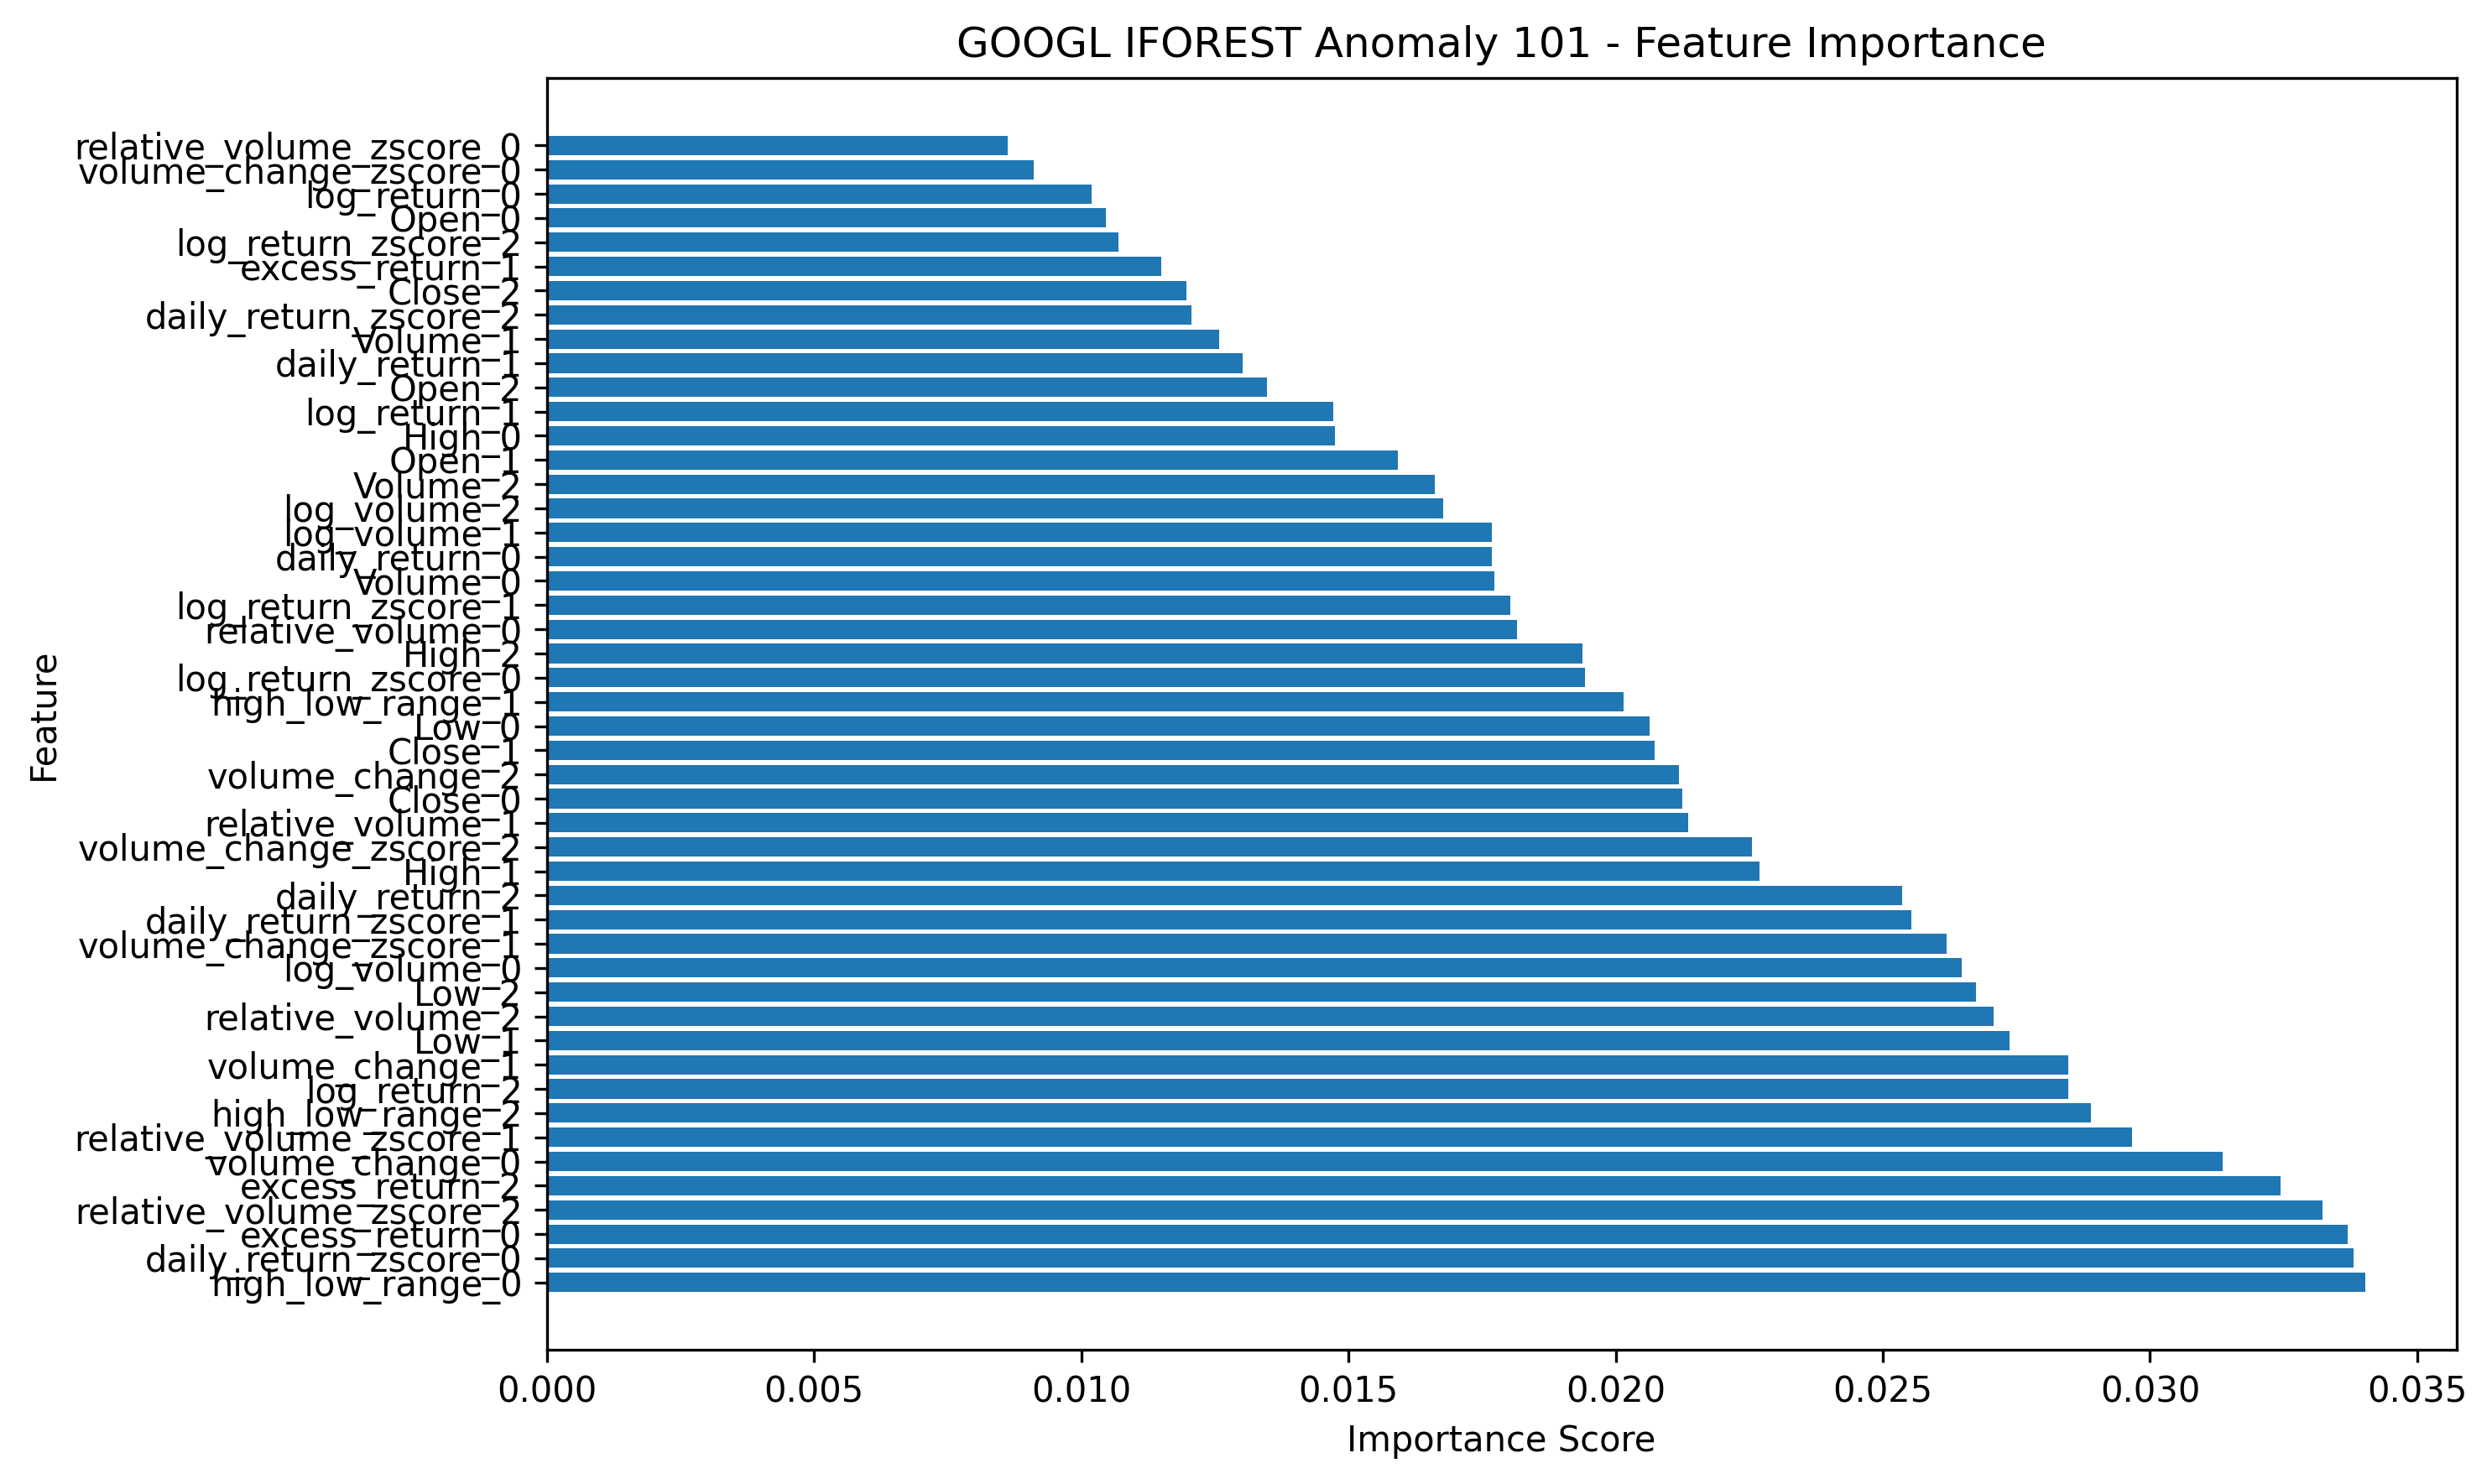 GOOGL IFOREST Anomaly 101 - Feature Importance
relative_volume_zscore_0
volume_change_zscore_0
log_return_0
Open_0
log_return_zscore_2
excess_return_1
Close_2
daily_return_zscore_2
Volume_1
daily_return_1
Open_2
log_return_1
High_0
Open_1
Volume_2
log_volume_2
log_volume_1
daily_return_0
Volume_0
log_return_zscore_1
relative_volume_0
High_2
log_return_zscore_0
high_low_range_1
Low_0
Close_1
volume_change_2
Close_0
relative_volume_1
volume_change_zscore_2
High_1
daily_return_2
daily_return_zscore_1
volume_change_zscore_1
log_volume_0
Low_2
relative_volume_2
Low_1
volume_change_1
log_return_2
high_low_range_2
relative_volume_zscore_1
volume_change_0
excess_return_2
relative_volume_zscore_2
excess_return_0
daily_return_zscore_0
high_low_range_0
Feature
0.000 0.005 0.010 0.015 0.020 0.025 0.030 0.035
Importance Score